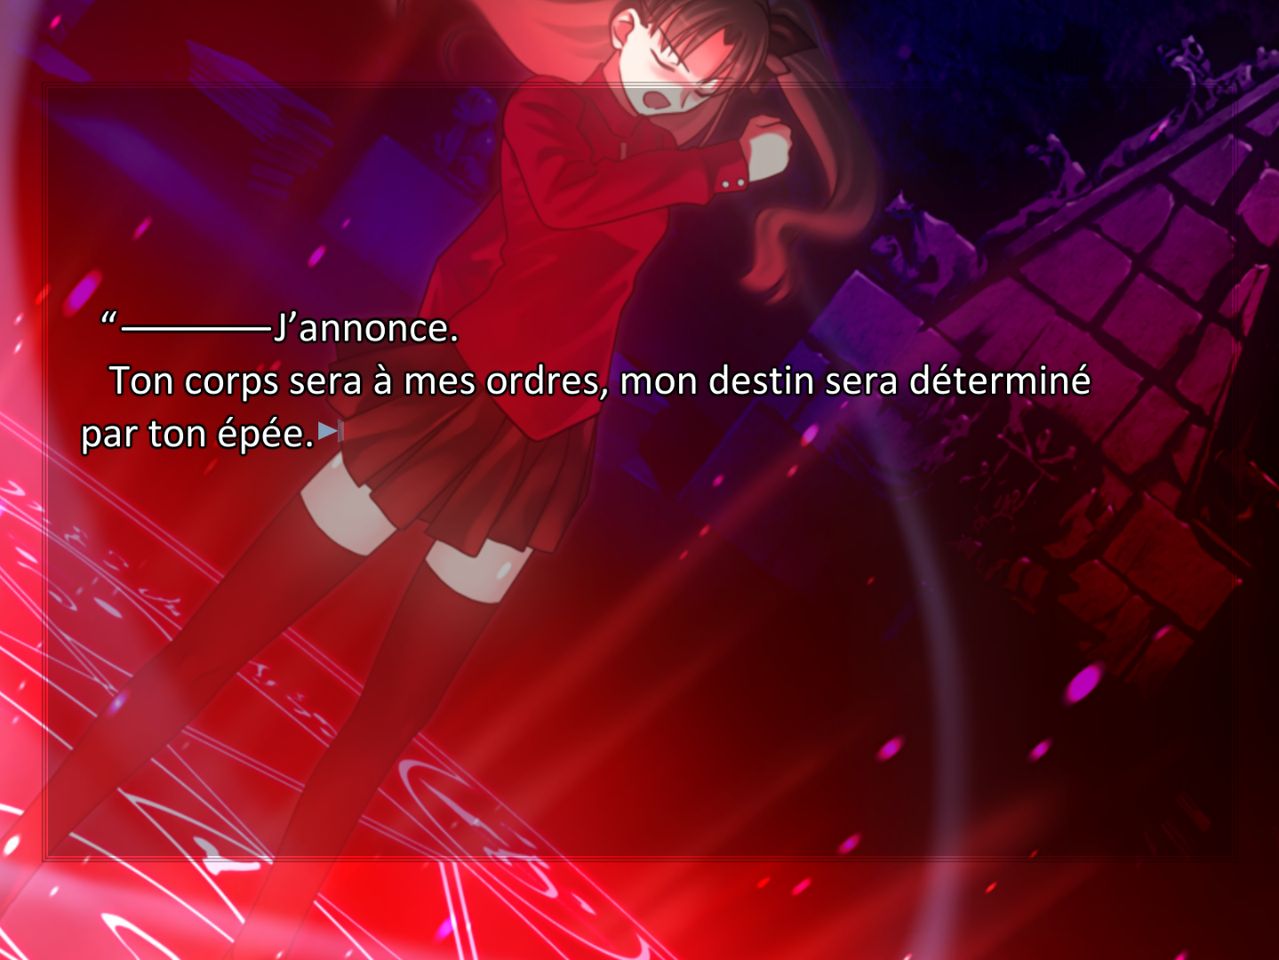 “―――――J’annonce.
Ton corps sera à mes ordres, mon destin sera déterminé
par ton épée.